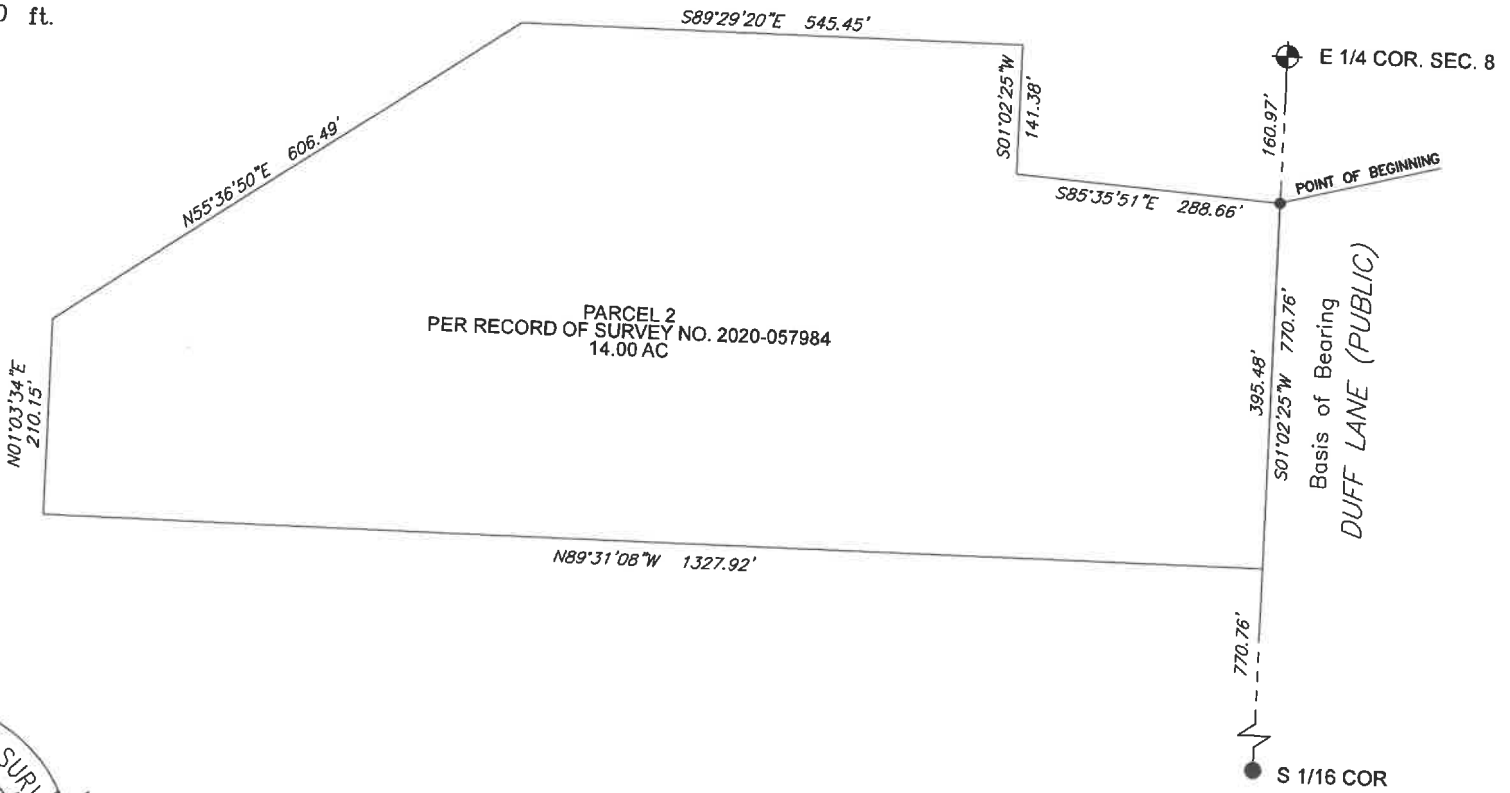 0 ft.
S89°29'20"E 545.45'
E 1/4 COR. SEC. 8
S01°02'25"W
141.38'
160.97'
N55°36'50"E 606.49'
POINT OF BEGINNING
S85°35'51"E 288.66'
PARCEL 2
PER RECORD OF SURVEY NO. 2020-057984
14.00 AC
395.48'
S01°02'25"W 770.76'
Basis of Bearing
DUFF LANE (PUBLIC)
N01°03'34"E
210.15'
N89°31'08"W 1327.92'
770.76'
S 1/16 COR